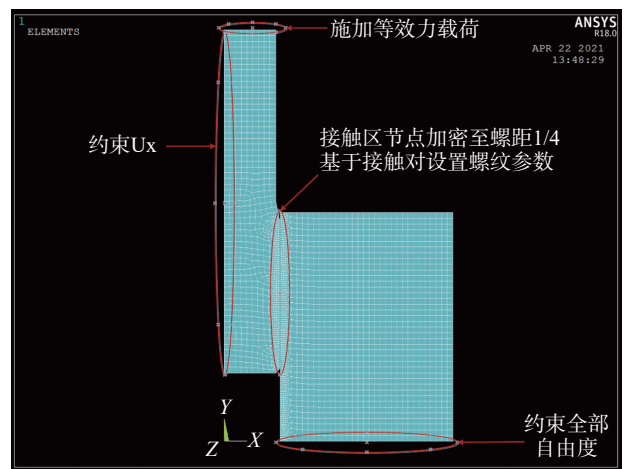 1
ELEMENTS
ANSYS
R18.0
APR 22 2021
13:48:29
施加等效力载荷
约束Ux
接触区节点加密至螺距1/4
基于接触对设置螺纹参数
Y
Z
X
约束全部
自由度